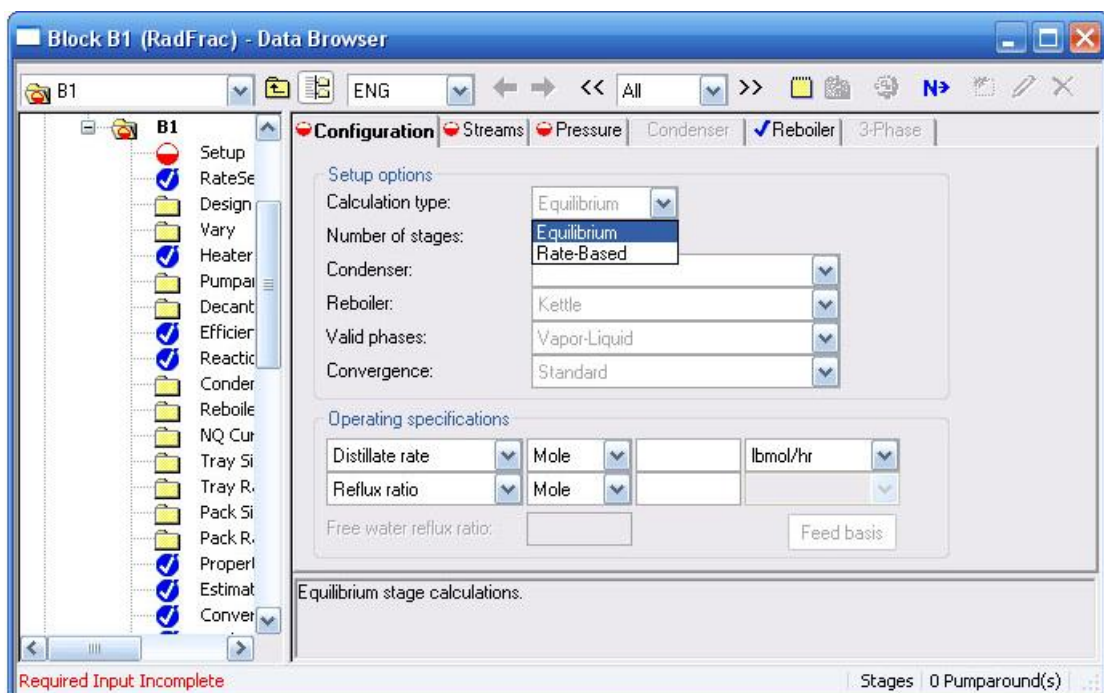 Block B1 (RadFrac) - Data Browser
B1 ENG << All >> N
Configuration Streams Pressure Condenser Reboiler 3-Phase
B1
Setup
RateSe
Design
Vary
Heater
Pumpar
Decant
Efficier
Reactio
Conder
Reboile
NQ Cur
Tray Si
Tray R
Pack Si
Pack R
Propert
Estimat
Conver
Setup options
Calculation type: Equilibrium
Equilibrium
Rate-Based
Number of stages:
Condenser:
Reboiler: Kettle
Valid phases: Vapor-Liquid
Convergence: Standard
Operating specifications
Distillate rate Mole lbmol/hr
Reflux ratio Mole
Free water reflux ratio: Feed basis
Equilibrium stage calculations.
Required Input Incomplete Stages 0 Pumparound(s)